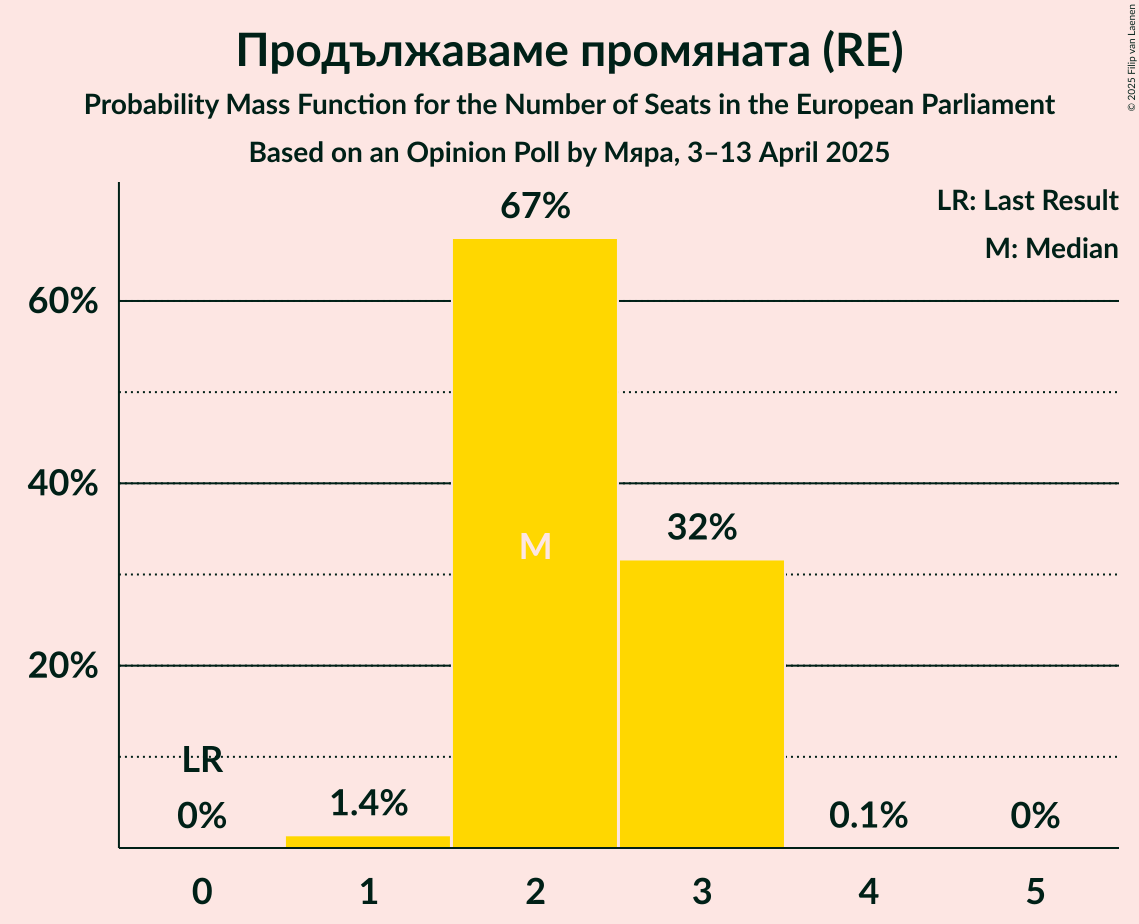 Продължаваме промяната (RE)
Probability Mass Function for the Number of Seats in the European Parliament
Based on an Opinion Poll by Мяра, 3–13 April 2025
© 2025 Filip van Laenen
LR: Last Result
M: Median
67%
60%
40%
32%
M
20%
LR
0%
1.4%
0.1%
0%
0 1 2 3 4 5